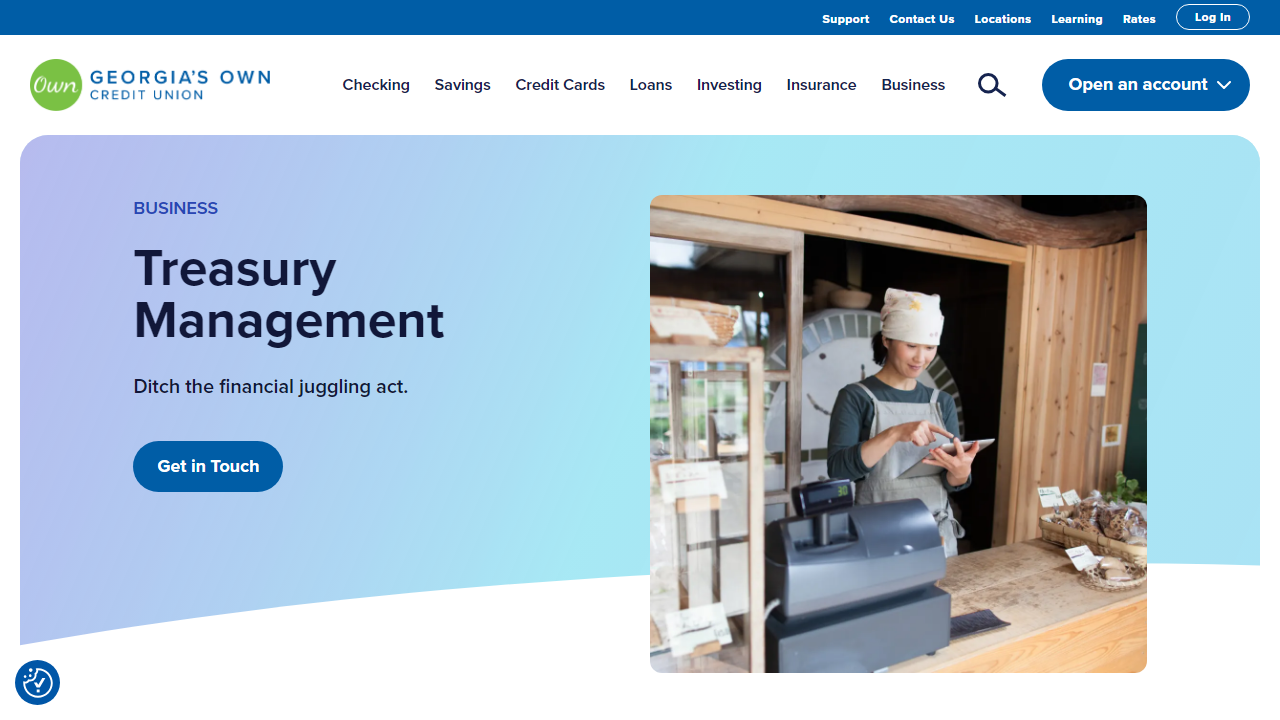 Support Contact Us Locations Learning Rates Log In
Own GEORGIA'S OWN
CREDIT UNION
Checking Savings Credit Cards Loans Investing Insurance Business Open an account
BUSINESS
Treasury
Management
Ditch the financial juggling act.
Get in Touch